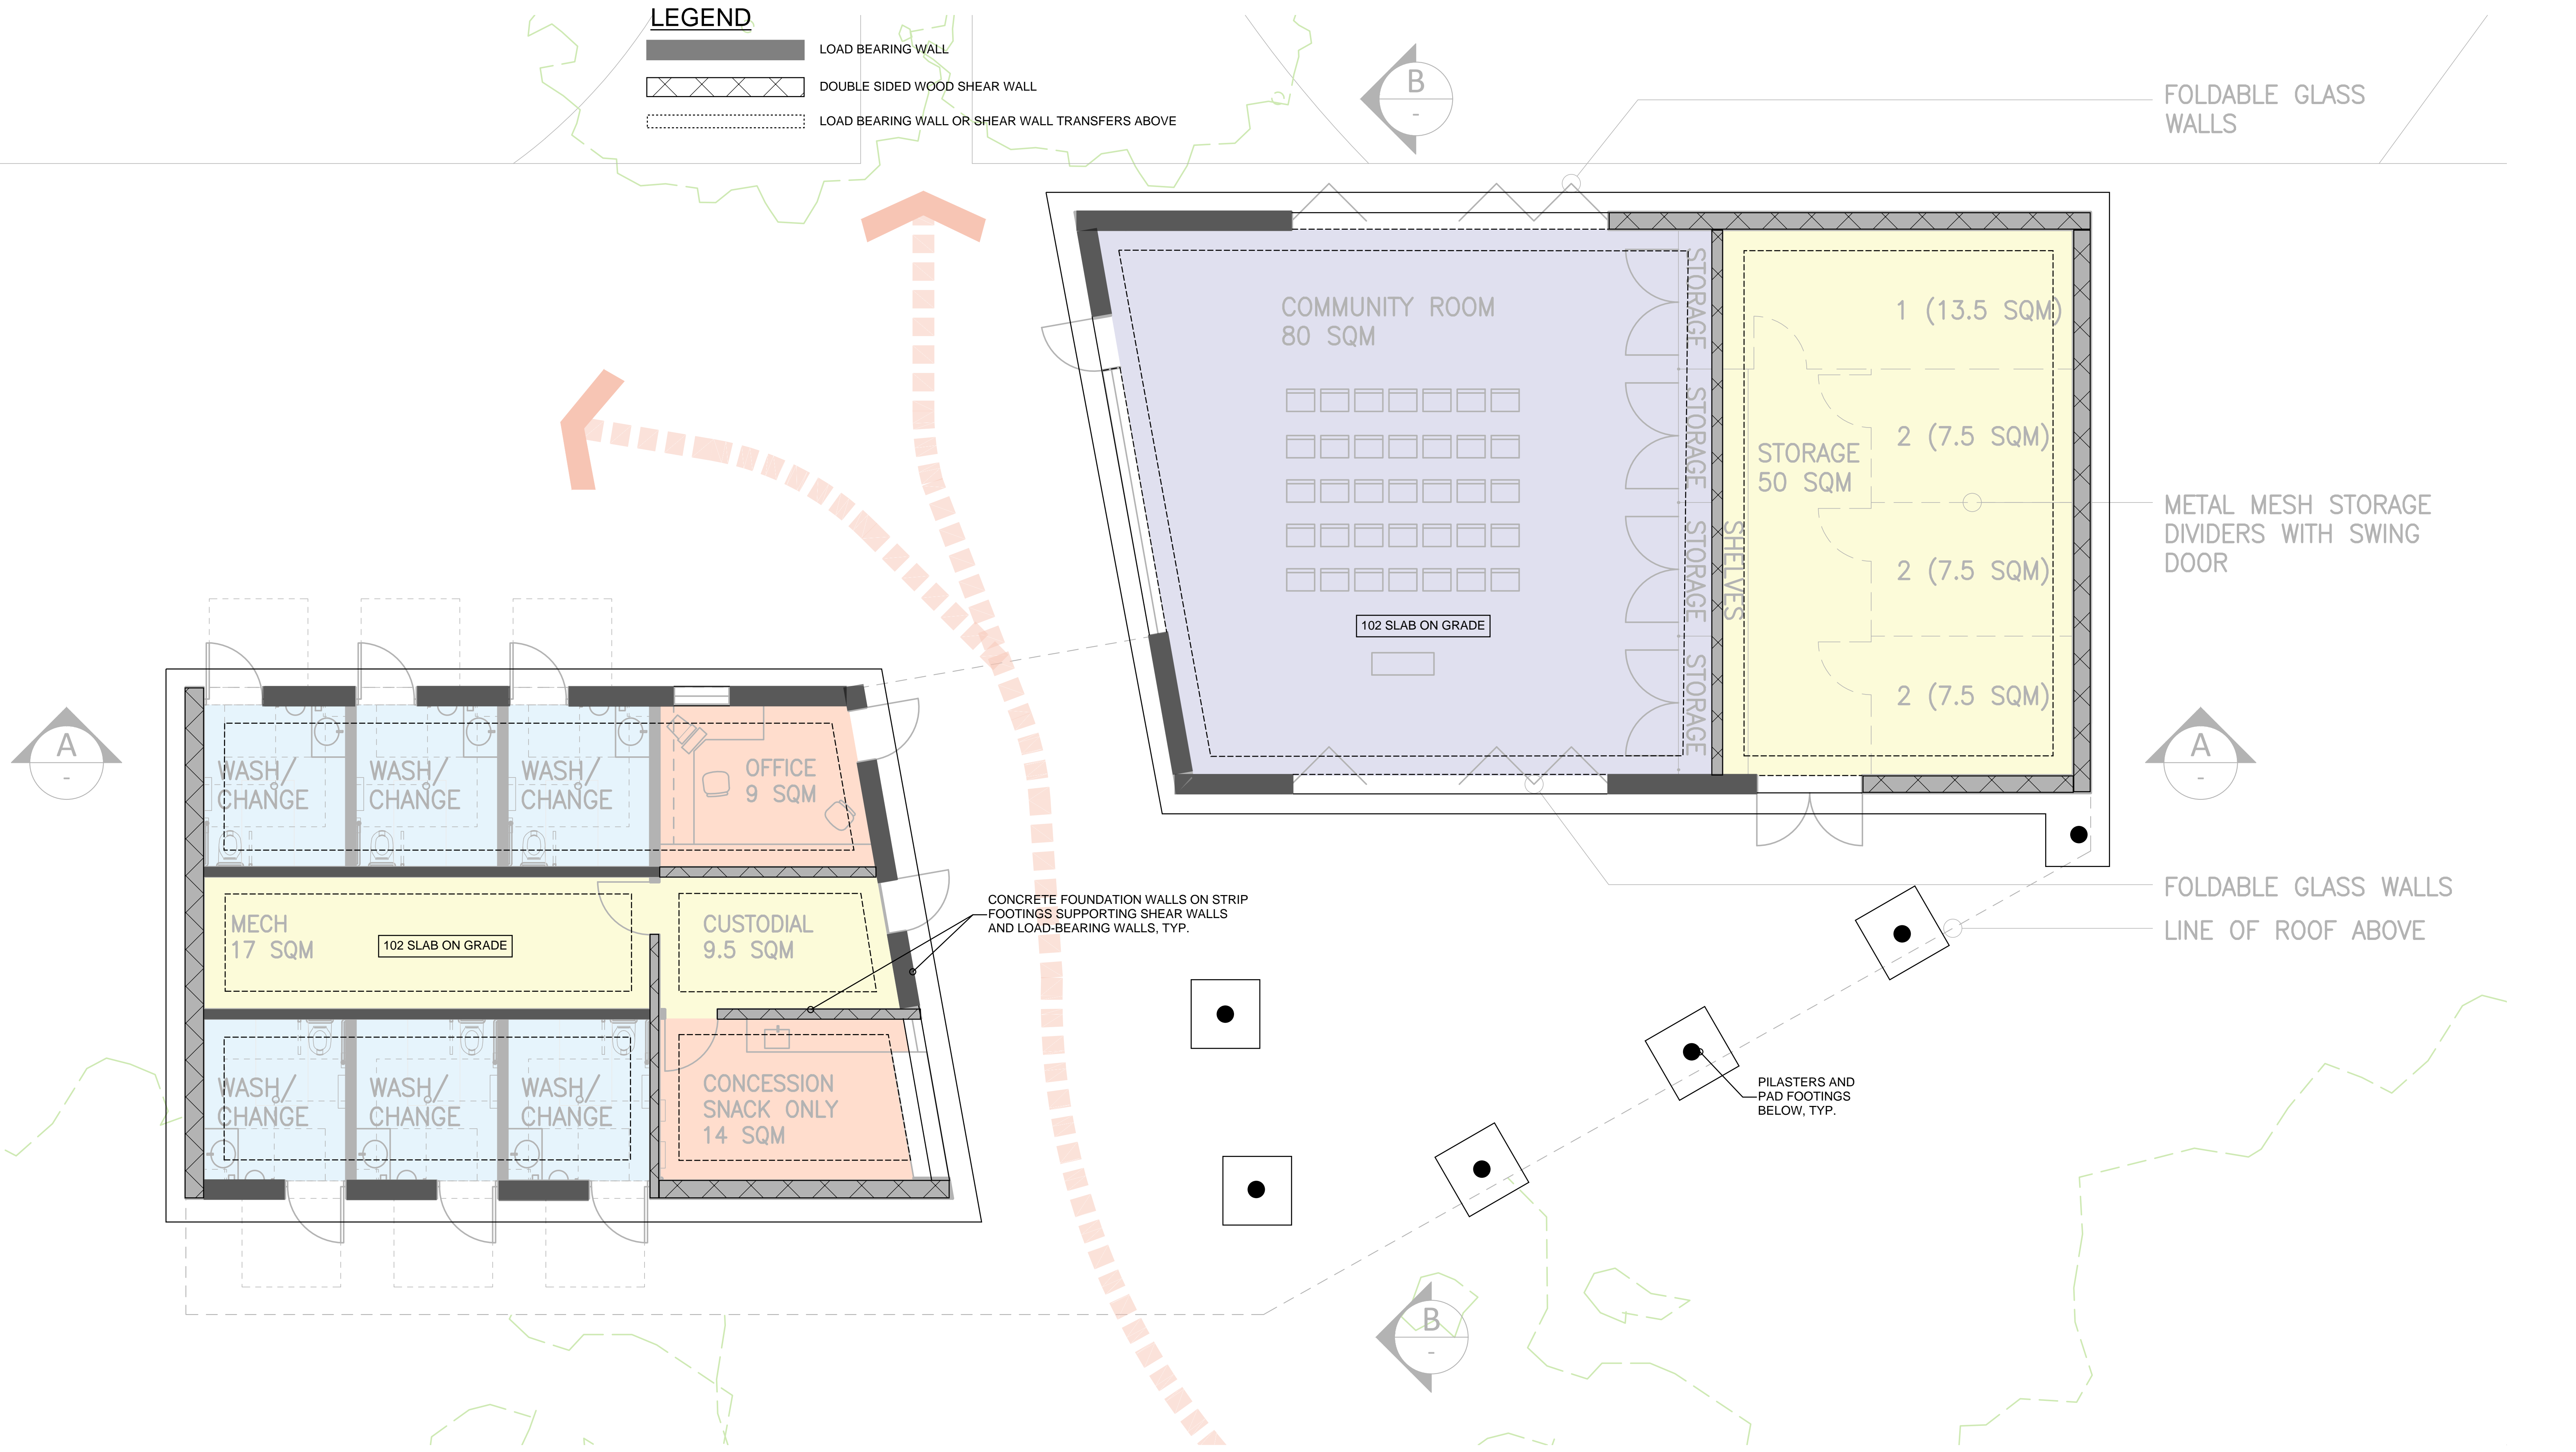 LEGEND
LOAD BEARING WALL
DOUBLE SIDED WOOD SHEAR WALL
LOAD BEARING WALL OR SHEAR WALL TRANSFERS ABOVE
B
-
FOLDABLE GLASS
WALLS
COMMUNITY ROOM
80 SQM
102 SLAB ON GRADE
STORAGE
STORAGE
STORAGE
STORAGE
SHELVES
STORAGE
50 SQM
1 (13.5 SQM)
2 (7.5 SQM)
2 (7.5 SQM)
2 (7.5 SQM)
METAL MESH STORAGE
DIVIDERS WITH SWING
DOOR
A
-
A
-
WASH/
CHANGE
WASH/
CHANGE
WASH/
CHANGE
OFFICE
9 SQM
MECH
17 SQM
102 SLAB ON GRADE
CUSTODIAL
9.5 SQM
CONCRETE FOUNDATION WALLS ON STRIP
FOOTINGS SUPPORTING SHEAR WALLS
AND LOAD-BEARING WALLS, TYP.
FOLDABLE GLASS WALLS
LINE OF ROOF ABOVE
WASH/
CHANGE
WASH/
CHANGE
WASH/
CHANGE
CONCESSION
SNACK ONLY
14 SQM
PILASTERS AND
PAD FOOTINGS
BELOW, TYP.
B
-